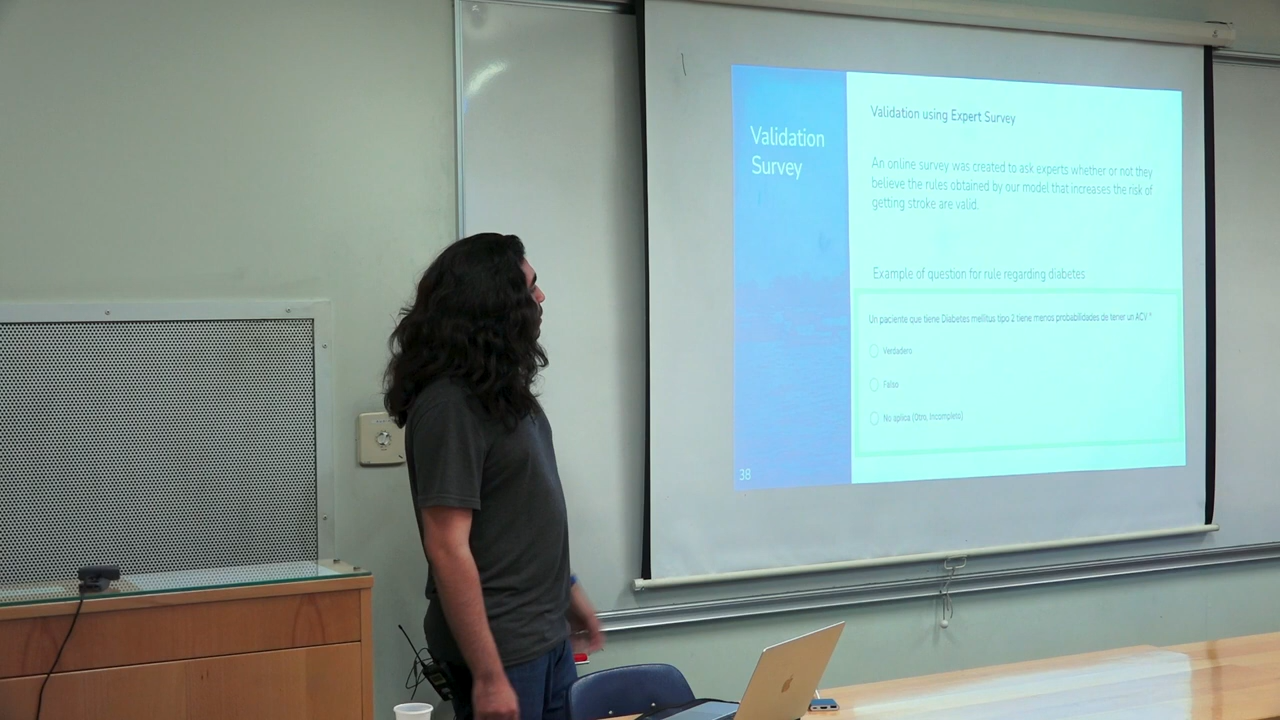 Validation
Survey
38
Validation using Expert Survey
An online survey was created to ask experts whether or not they
believe the rules obtained by our model that increases the risk of
getting stroke are valid.
Example of question for rule regarding diabetes
Un paciente que tiene Diabetes mellitus tipo 2 tiene menos probabilidades de tener un ACV *
Verdadero
Falso
No aplica (Otro, Incompleto)